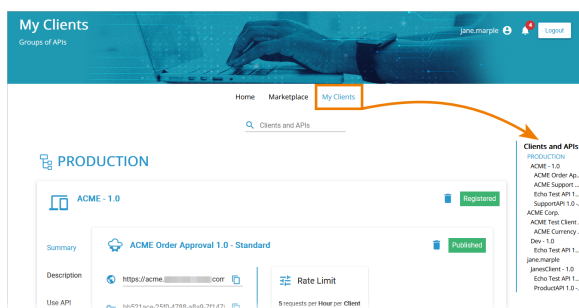 My Clients
Groups of APIs
jane.marple
4
Logout
Home Marketplace My Clients
Clients and APIs
PRODUCTION
ACME - 1.0
Registered
Summary
Description
Use API
ACME Order Approval 1.0 - Standard
Published
https://acme. .com
Rate Limit
5 requests per Hour per Client
Clients and APIs
PRODUCTION
ACME - 1.0
ACME Order Ap..
ACME Support ...
Echo Test API 1...
SupportAPI 1.0 -..
ACME Corp.
ACME Test Client .
ACME Currency .
Dev - 1.0
Echo Test API 1...
jane.marple
JanesClient - 1.0
Echo Test API 1...
ProductAPI 1.0 -..